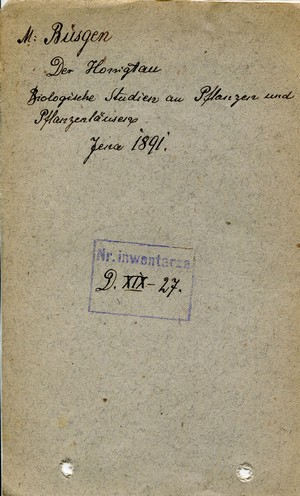 M: Büsgen
Der Honigtau
Biologische Studien an Pflanzen und
Pflanzenläusen
Jena 1891.
Nr. inwentarza
D. XIX-27.